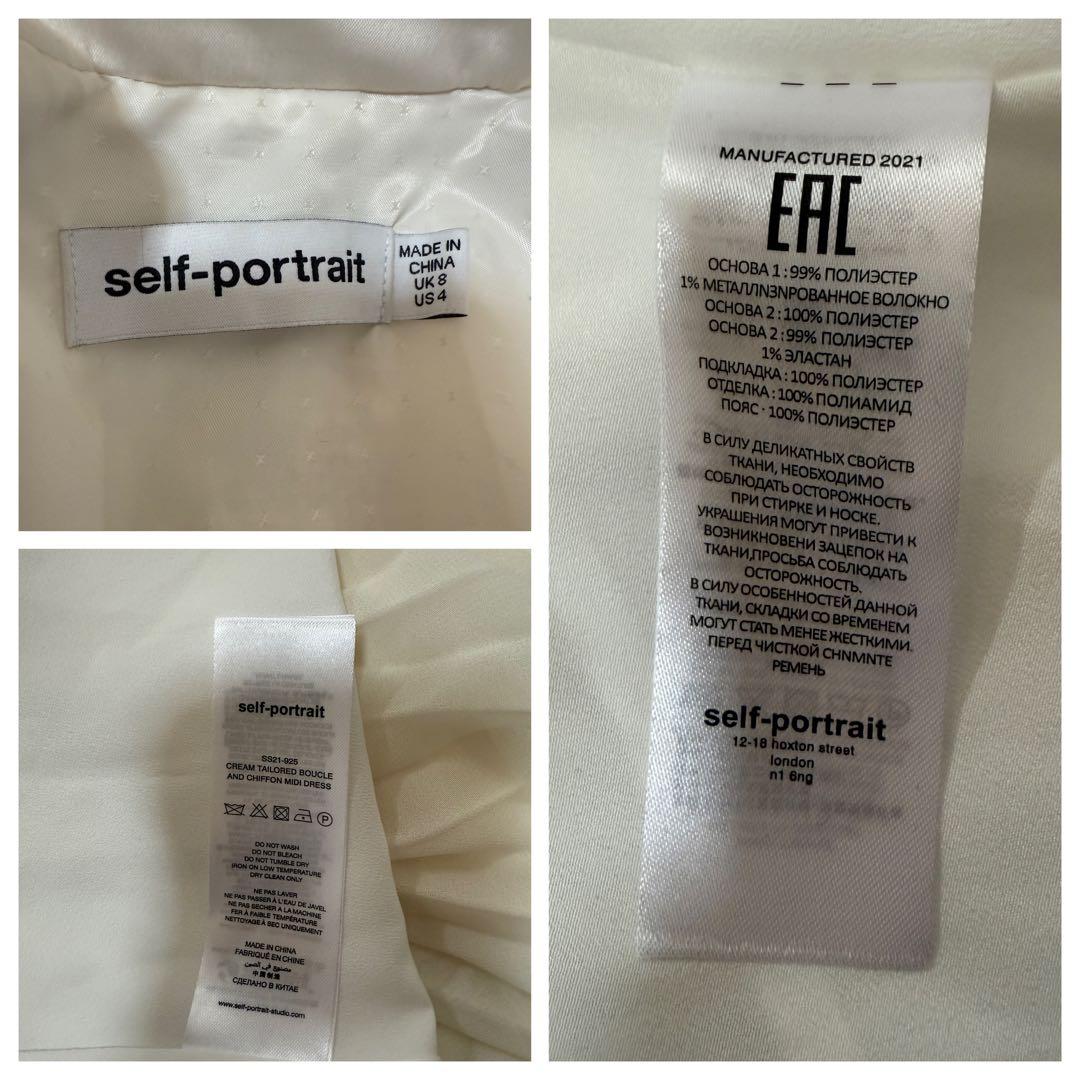 self-portrait
MADE IN
CHINA
UK 8
US 4
MANUFACTURED 2021
EAC
ОСНОВА 1 : 99% ПОЛИЭСТЕР
1% МЕТАЛЛNЗNРОВАННОЕ ВОЛОКНО
ОСНОВА 2 : 100% ПОЛИЭСТЕР
ОСНОВА 2 : 99% ПОЛИЭСТЕР
1% ЭЛАСТАН
ПОДКЛАДКА : 100% ПОЛИЭСТЕР
ОТДЕЛКА : 100% ПОЛИАМИД
ПОЯС · 100% ПОЛИЭСТЕР
В СИЛУ ДЕЛИКАТНЫХ СВОЙСТВ
ТКАНИ, НЕОБХОДИМО
СОБЛЮДАТЬ ОСТОРОЖНОСТЬ
ПРИ СТИРКЕ И НОСКЕ.
УКРАШЕНИЯ МОГУТ ПРИВЕСТИ К
ВОЗНИКНОВЕНИ ЗАЦЕПОК НА
ТКАНИ,ПРОСЬБА СОБЛЮДАТЬ
ОСТОРОЖНОСТЬ.
В СИЛУ ОСОБЕННОСТЕЙ ДАННОЙ
ТКАНИ, СКЛАДКИ СО ВРЕМЕНЕМ
МОГУТ СТАТЬ МЕНЕЕ ЖЕСТКИМИ.
ПЕРЕД ЧИСТКОЙ CHNMNTE
РЕМЕНЬ
self-portrait
12-18 hoxton street
london
n1 6ng
self-portrait
SS21-925
CREAM TAILORED BOUCLE
AND CHIFFON MIDI DRESS
P
DO NOT WASH
DO NOT BLEACH
DO NOT TUMBLE DRY
IRON ON LOW TEMPERATURE
DRY CLEAN ONLY
NE PAS LAVER
NE PAS PASSER À L'EAU DE JAVEL
NE PAS SECHER A LA MACHINE
FER À FAIBLE TEMPÉRATURE
NETTOYAGE À SEC UNIQUEMENT
MADE IN CHINA
FABRIQUÉ EN CHINE
مصنوع في الصين
中国制造
СДЕЛАНО В КИТАЕ
www.self-portrait-studio.com